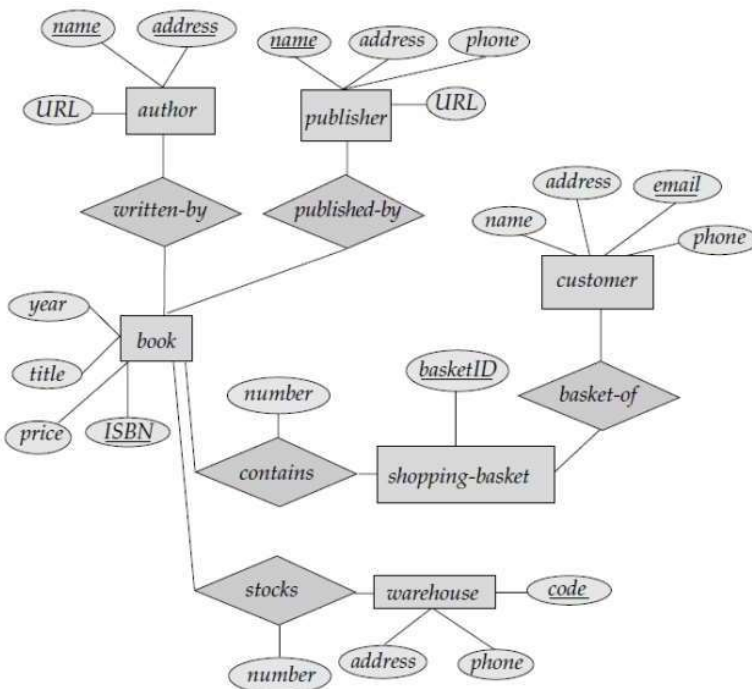 name
address
name
address
phone
URL
author
publisher
URL
written-by
published-by
address
email
name
phone
customer
year
book
title
price
ISBN
number
basketID
basket-of
contains
shopping-basket
stocks
warehouse
code
number
address
phone